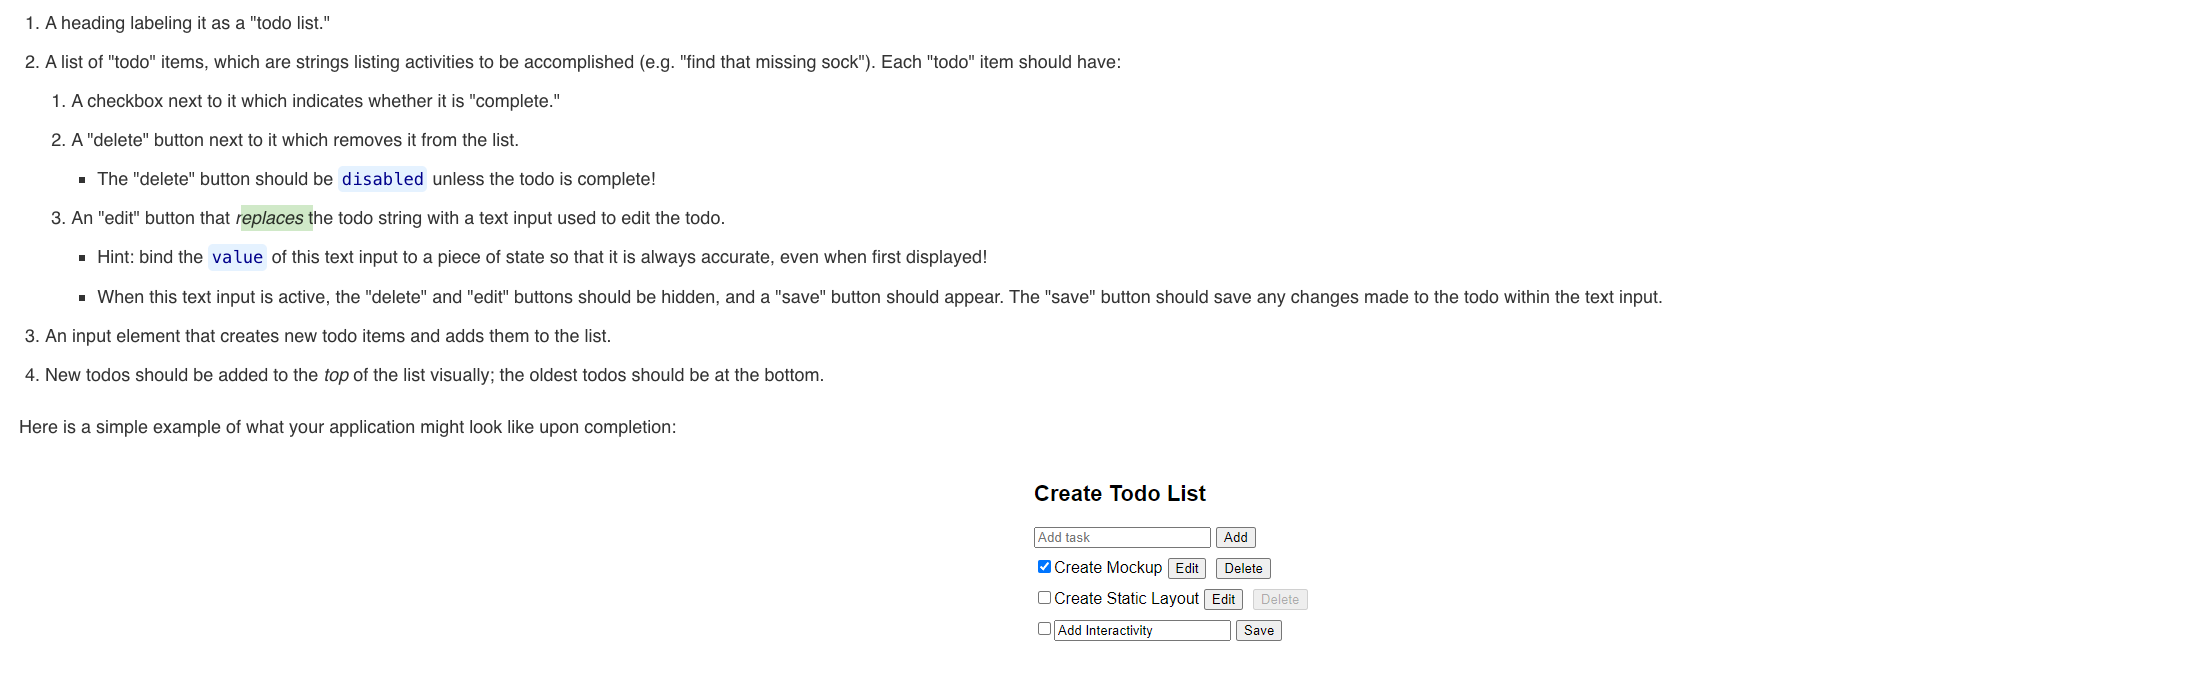 1. A heading labeling it as a "todo list."
2. A list of "todo" items, which are strings listing activities to be accomplished (e.g. "find that missing sock"). Each "todo" item should have:
1. A checkbox next to it which indicates whether it is "complete."
2. A "delete" button next to it which removes it from the list.
▪ The "delete" button should be disabled unless the todo is complete!
3. An "edit" button that replaces the todo string with a text input used to edit the todo.
▪ Hint: bind the value of this text input to a piece of state so that it is always accurate, even when first displayed!
▪ When this text input is active, the "delete" and "edit" buttons should be hidden, and a "save" button should appear. The "save" button should save any changes made to the todo within the text input.
3. An input element that creates new todo items and adds them to the list.
4. New todos should be added to the top of the list visually; the oldest todos should be at the bottom.
Here is a simple example of what your application might look like upon completion:
Create Todo List
Add task Add
Create Mockup Edit Delete
Create Static Layout Edit Delete
Add Interactivity Save